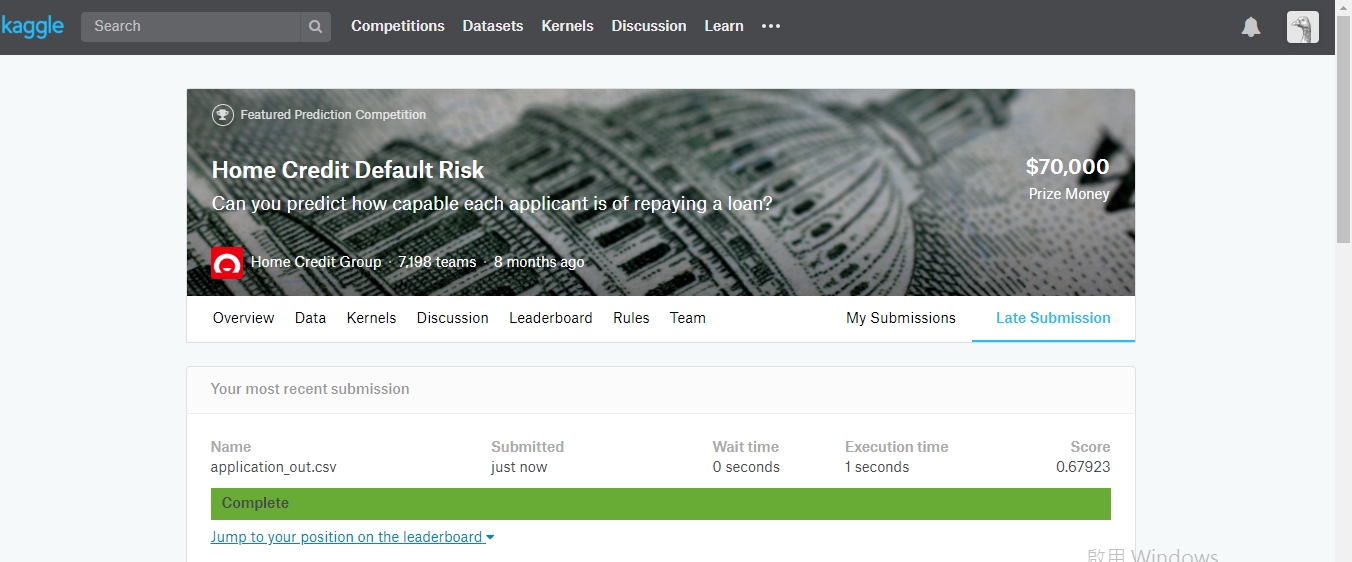 kaggle Search Competitions Datasets Kernels Discussion Learn
Featured Prediction Competition
Home Credit Default Risk
$70,000
Can you predict how capable each applicant is of repaying a loan?
Prize Money
Home Credit Group · 7,198 teams · 8 months ago
Overview Data Kernels Discussion Leaderboard Rules Team My Submissions Late Submission
Your most recent submission
Name Submitted Wait time Execution time Score
application_out.csv just now 0 seconds 1 seconds 0.67923
Complete
Jump to your position on the leaderboard
啟用 Windows